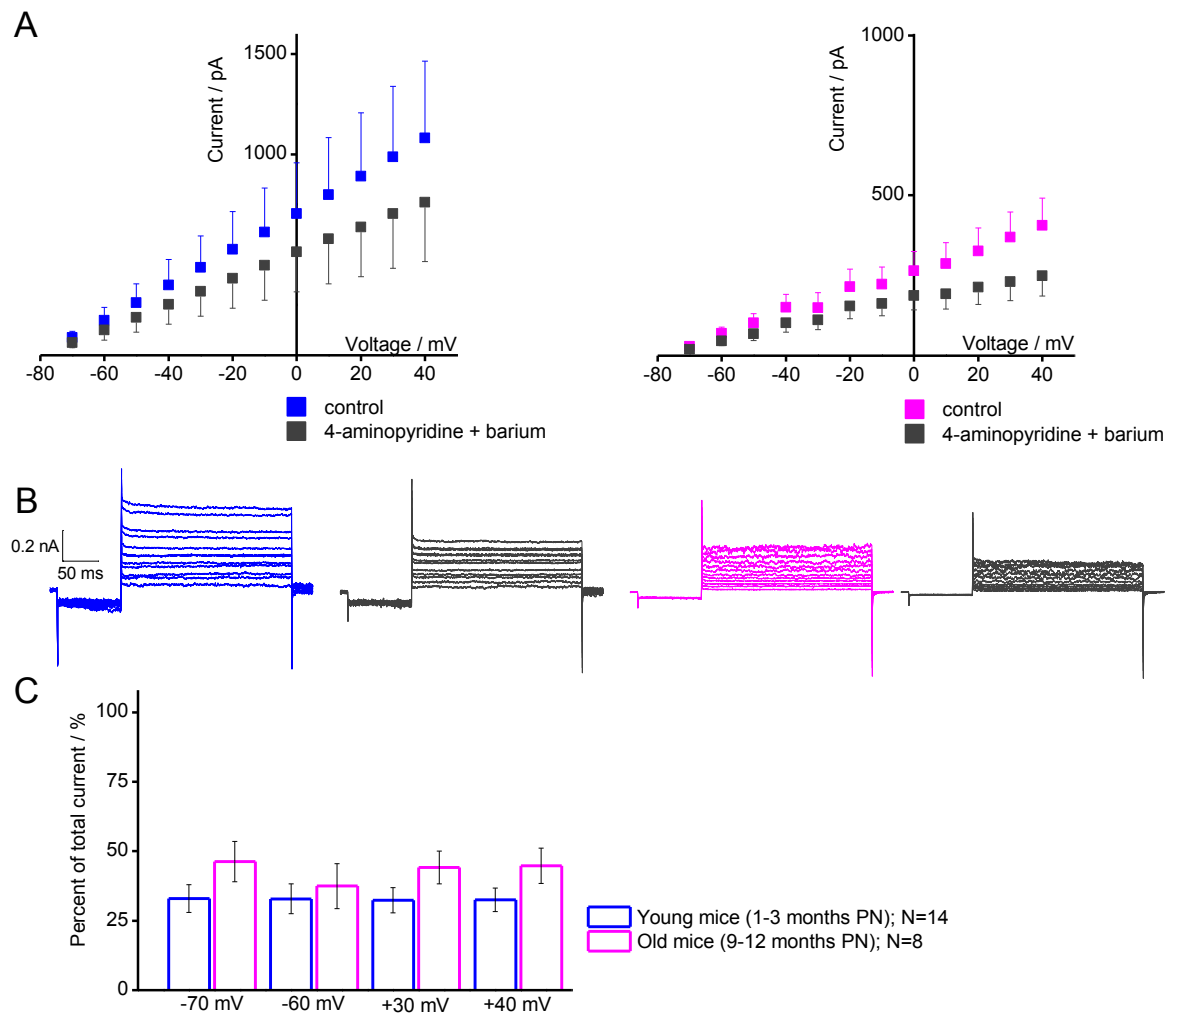 A
Current / pA
1500
1000
Voltage / mV
-80 -60 -40 -20 0 20 40
control
4-aminopyridine + barium
Current / pA
1000
500
Voltage / mV
-80 -60 -40 -20 0 20 40
control
4-aminopyridine + barium
B
0.2 nA
50 ms
C
Percent of total current / %
100
75
50
25
0
-70 mV -60 mV +30 mV +40 mV
Young mice (1-3 months PN); N=14
Old mice (9-12 months PN); N=8